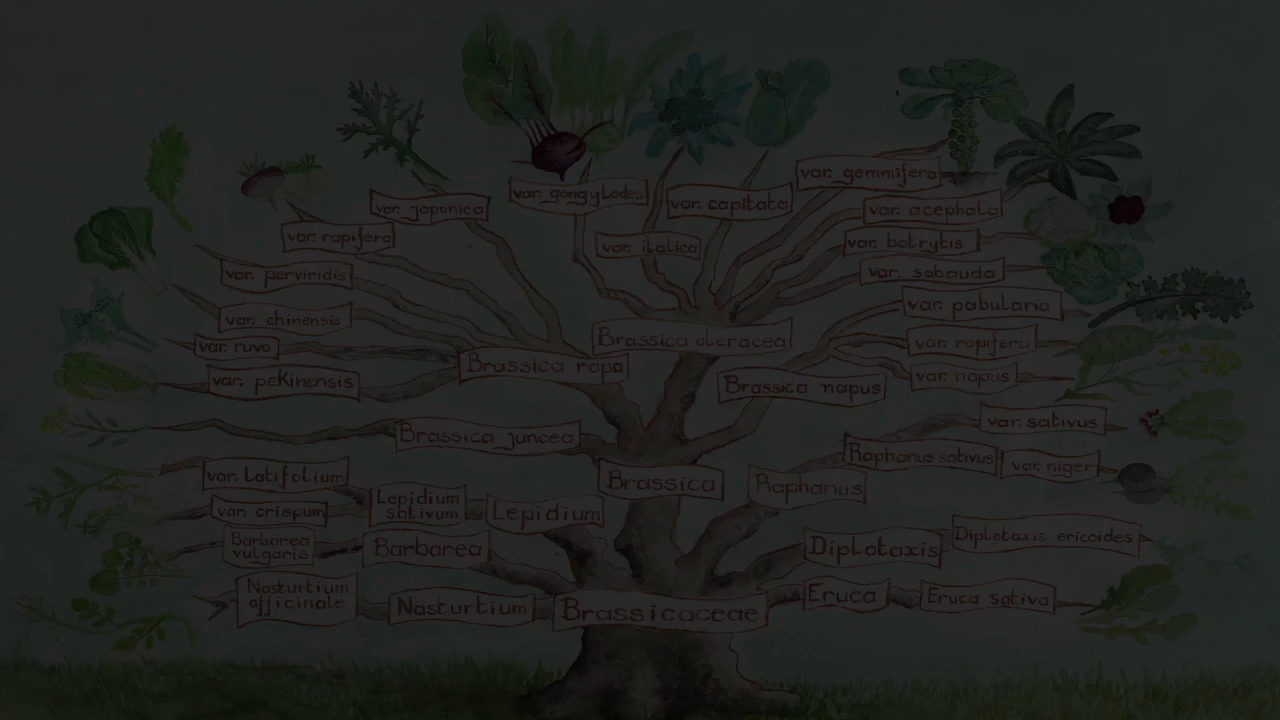 var. gemmifera
var. gongylodes
var. capitata
var. japonica
var. acephala
var. rapifera
var. italica
var. botrytis
var. perviridis
var. sabauda
var. pabularia
var. chinensis
Brassica oleracea
var. rapifera
var. ruvo
Brassica rapa
var. napus
var. pekinensis
Brassica napus
var. sativus
Brassica juncea
Raphanus sativus
var. niger
var. latifolium
Brassica
Raphanus
Lepidium
sativum
var. crispum
Lepidium
Barbarea
vulgaris
Barbarea
Diplotaxis
Diplotaxis ericoides
Nasturtium
officinale
Nasturtium
Brassicaceae
Eruca
Eruca sativa